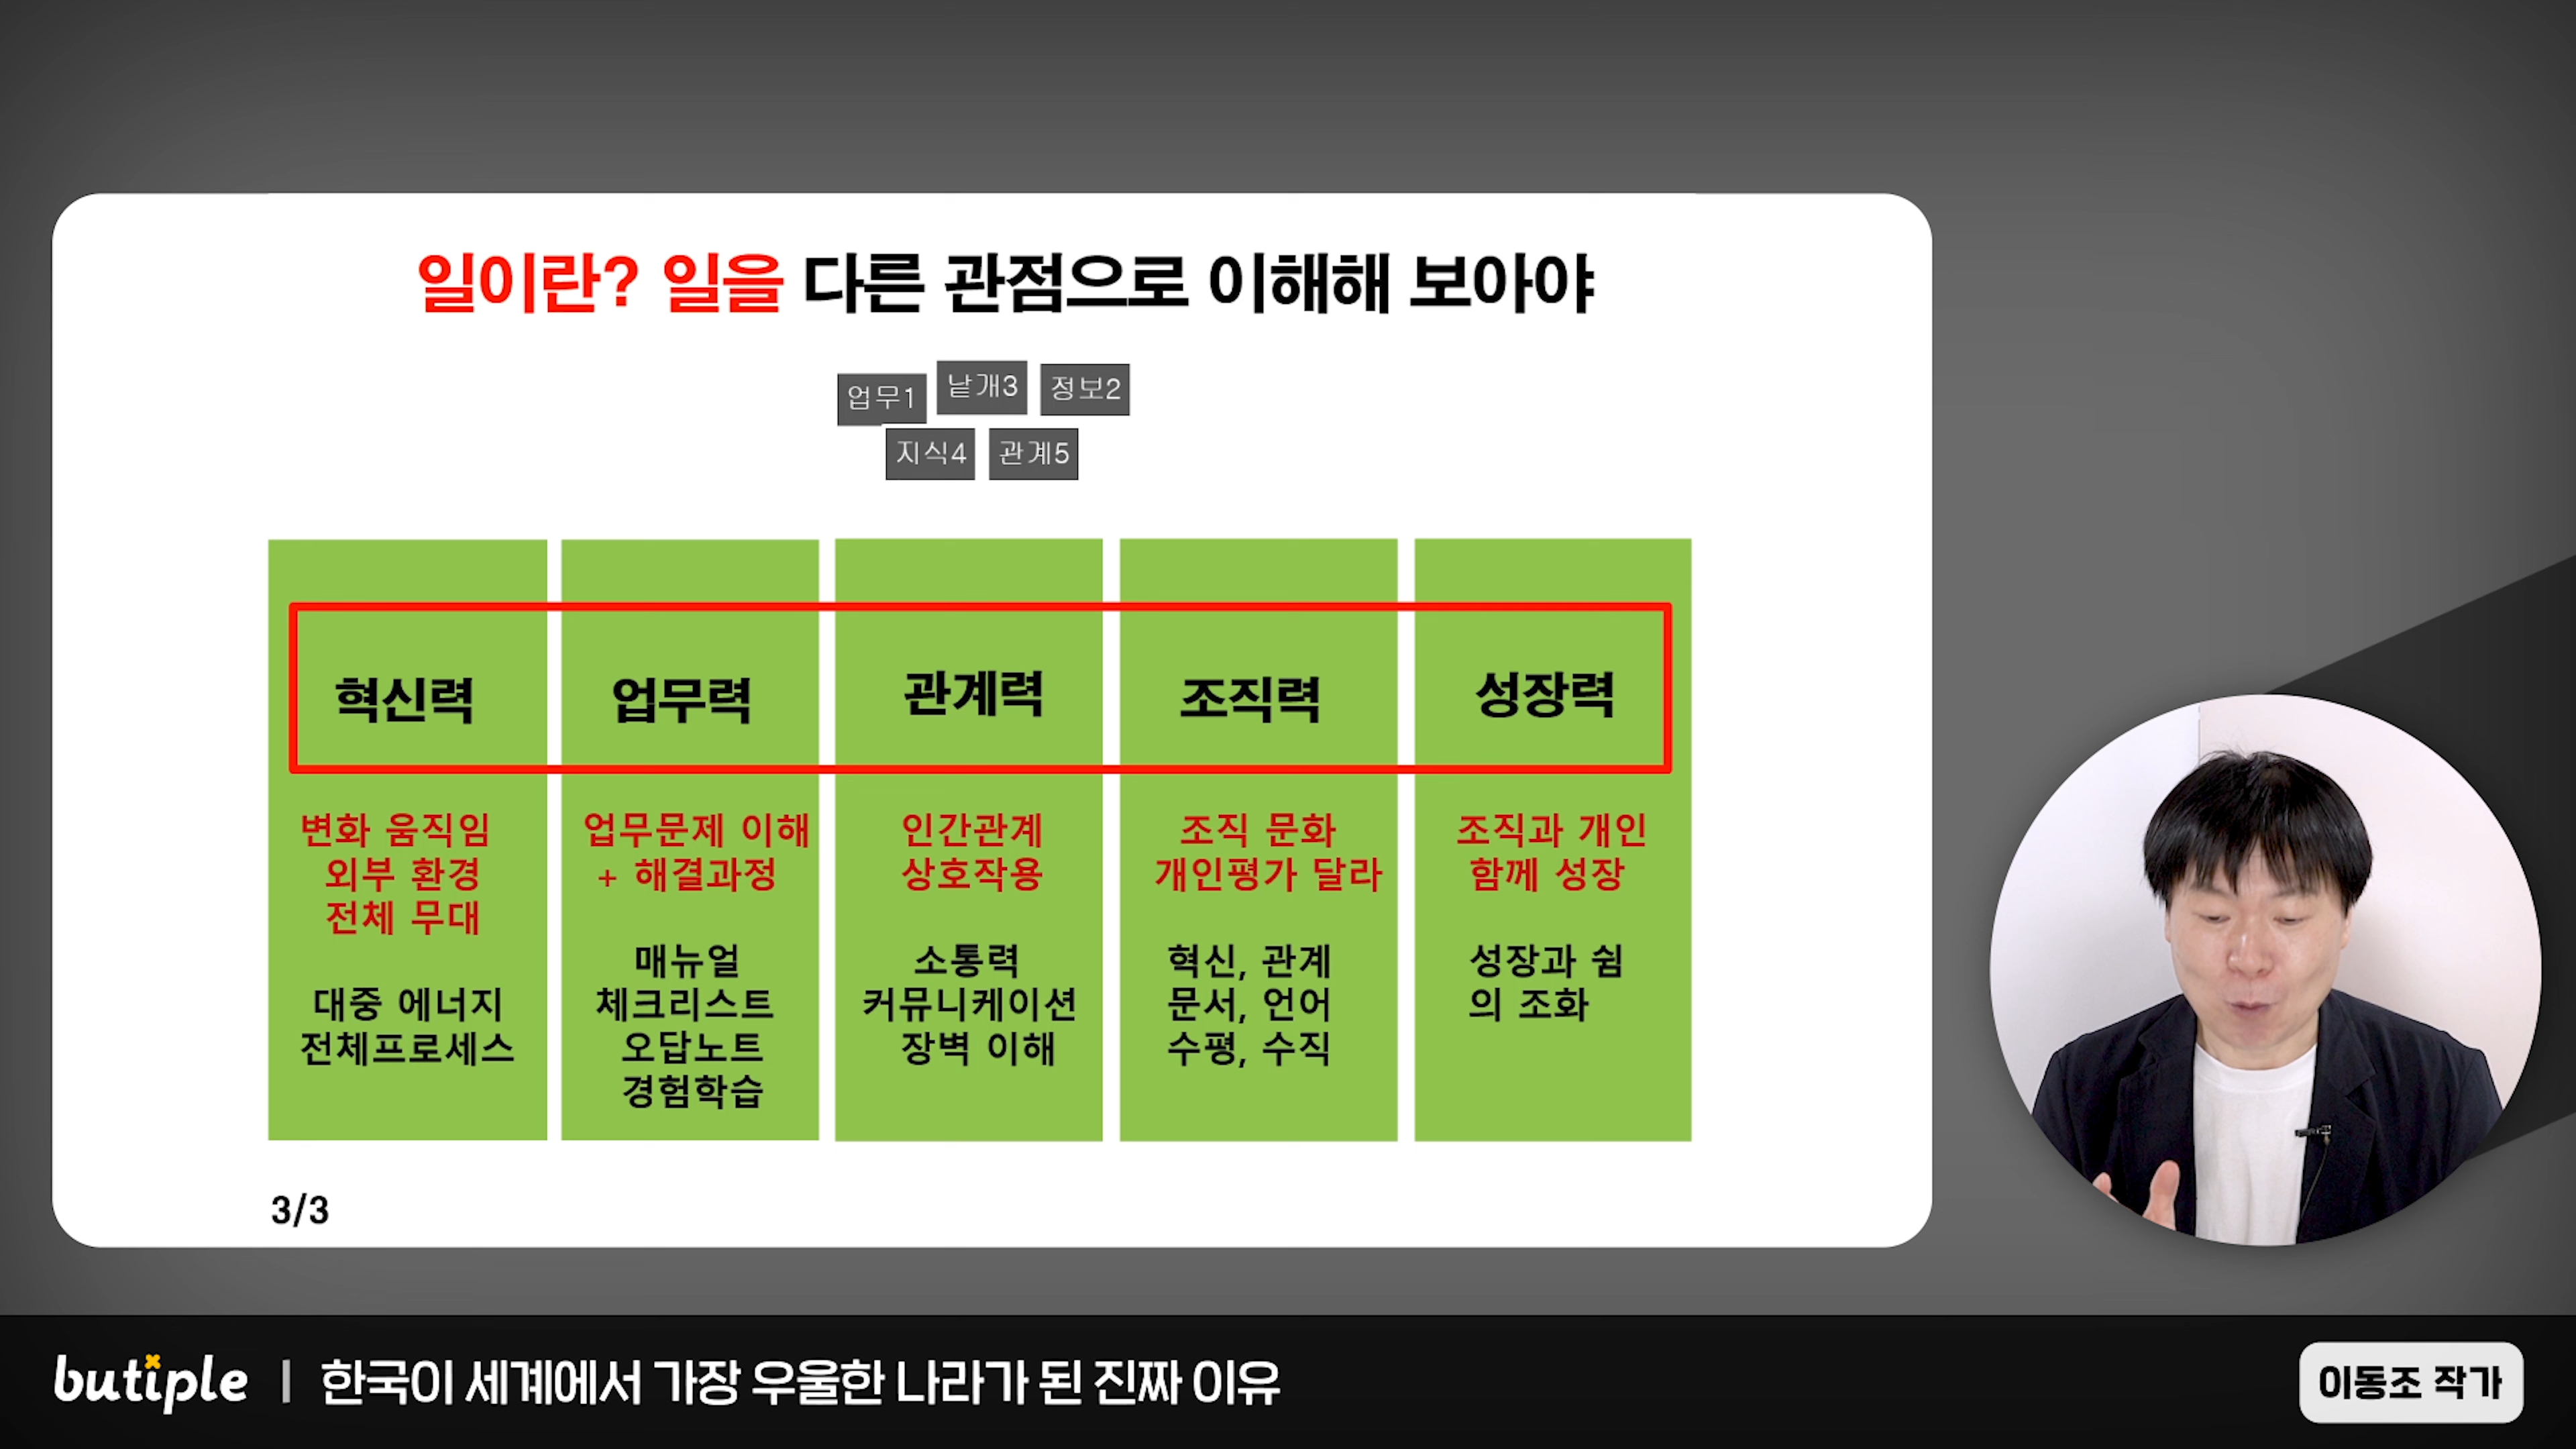 일이란? 일을 다른 관점으로 이해해 보아야
업무1 낱개3 정보2
지식4 관계5
혁신력
변화 움직임
외부 환경
전체 무대
대중 에너지
전체프로세스
업무력
업무문제 이해
+ 해결과정
매뉴얼
체크리스트
오답노트
경험학습
관계력
인간관계
상호작용
소통력
커뮤니케이션
장벽 이해
조직력
조직 문화
개인평가 달라
혁신, 관계
문서, 언어
수평, 수직
성장력
조직과 개인
함께 성장
성장과 쉼
의 조화
3/3
butiple | 한국이 세계에서 가장 우울한 나라가 된 진짜 이유
이동조 작가